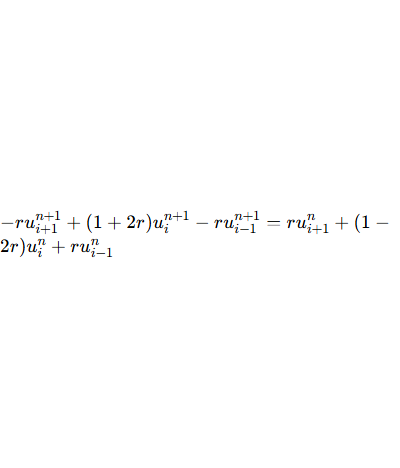 $-ru_{i+1}^{n+1} + (1 + 2r)u_i^{n+1} - ru_{i-1}^{n+1} = ru_{i+1}^n + (1 -$
$2r)u_i^n + ru_{i-1}^n$